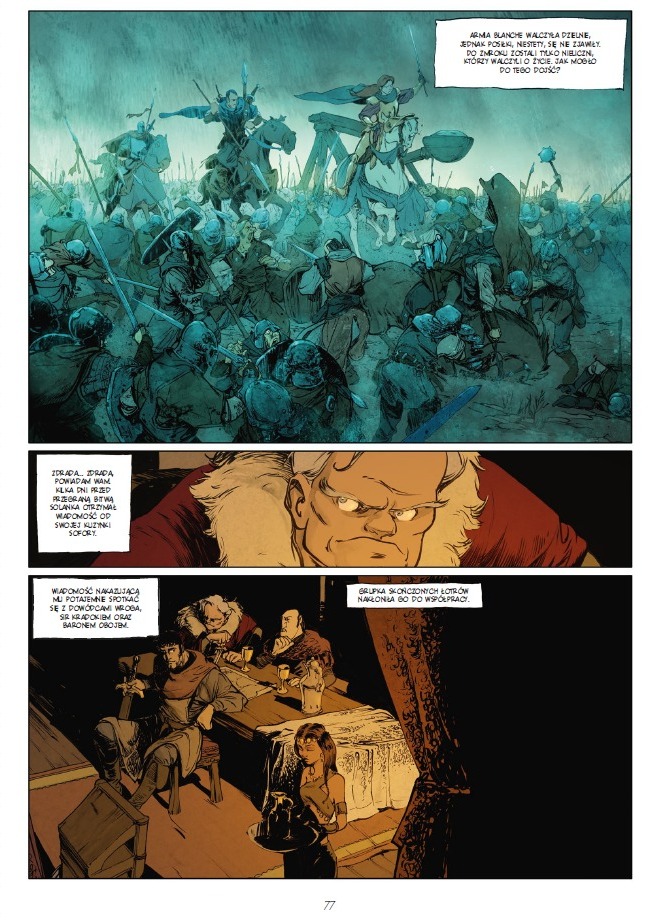 ARMIA BLANCHE WALCZYŁA DZIELNIE,
JEDNAK POSIŁKI, NIESTETY, SIĘ NIE ZJAWIŁY.
DO ZMROKU ZOSTALI TYLKO NIELICZNI,
KTÓRZY WALCZYLI O ŻYCIE. JAK MOGŁO
DO TEGO DOJŚĆ?
ZDRADA... ZDRADA,
POWIADAM WAM.
KILKA DNI PRZED
PRZEGRANĄ BITWĄ
SOLANKA OTRZYMAŁ
WIADOMOŚĆ OD
SWOJEJ KUZYNKI
SOFORY.
WIADOMOŚĆ NAKAZUJĄCĄ
MU POTAJEMNE SPOTKAĆ
SIĘ Z DOWÓDCAMI WROGA,
SIR KRADOKIEM ORAZ
BARONEM OBOJEM.
GRUPKA SKOŃCZONYCH ŁOTRÓW
NAKŁONIŁA GO DO WSPÓŁPRACY.
77